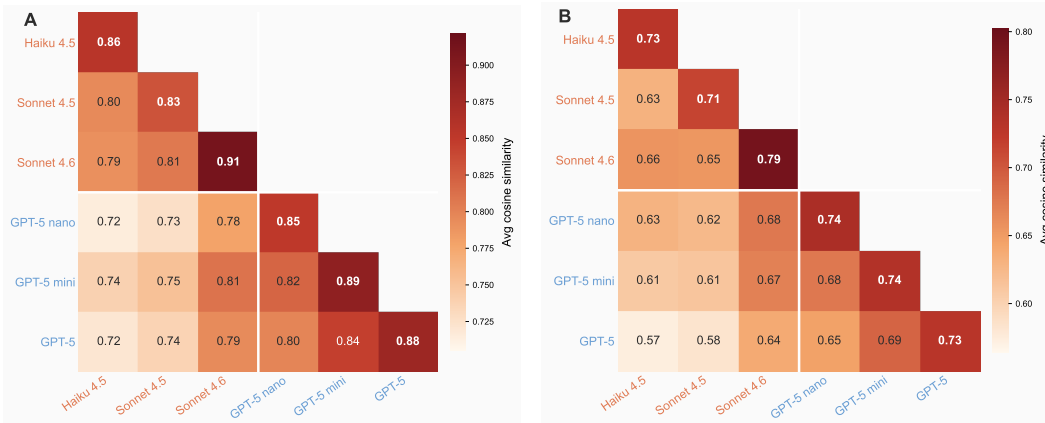 A
Haiku 4.5 0.86
Sonnet 4.5 0.80 0.83
Sonnet 4.6 0.79 0.81 0.91
GPT-5 nano 0.72 0.73 0.78 0.85
GPT-5 mini 0.74 0.75 0.81 0.82 0.89
GPT-5 0.72 0.74 0.79 0.80 0.84 0.88
Haiku 4.5 Sonnet 4.5 Sonnet 4.6 GPT-5 nano GPT-5 mini GPT-5
0.900
0.875
0.850
0.825
0.800
0.775
0.750
0.725
Avg cosine similarity
B
Haiku 4.5 0.73
Sonnet 4.5 0.63 0.71
Sonnet 4.6 0.66 0.65 0.79
GPT-5 nano 0.63 0.62 0.68 0.74
GPT-5 mini 0.61 0.61 0.67 0.68 0.74
GPT-5 0.57 0.58 0.64 0.65 0.69 0.73
Haiku 4.5 Sonnet 4.5 Sonnet 4.6 GPT-5 nano GPT-5 mini GPT-5
0.80
0.75
0.70
0.65
0.60
Avg cosine similarity